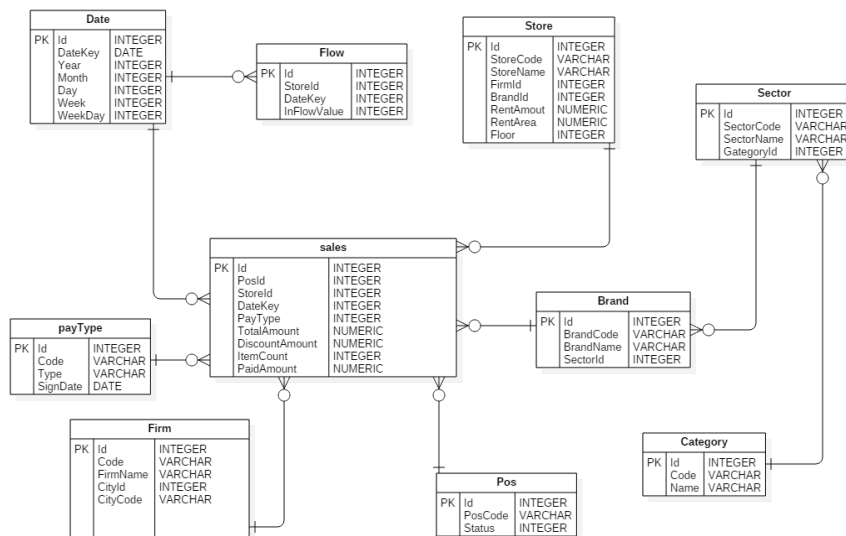 Date
PK Id INTEGER
DateKey DATE
Year INTEGER
Month INTEGER
Day INTEGER
Week INTEGER
WeekDay INTEGER
Flow
PK Id INTEGER
StoreId INTEGER
DateKey INTEGER
InFlowValue INTEGER
Store
PK Id INTEGER
StoreCode VARCHAR
StoreName VARCHAR
FirmId INTEGER
BrandId INTEGER
RentAmout NUMERIC
RentArea NUMERIC
Floor INTEGER
Sector
PK Id INTEGER
SectorCode VARCHAR
SectorName VARCHAR
GategoryId INTEGER
sales
PK Id INTEGER
PosId INTEGER
StoreId INTEGER
DateKey INTEGER
PayType INTEGER
TotalAmount NUMERIC
DiscountAmount NUMERIC
ItemCount INTEGER
PaidAmount NUMERIC
Brand
PK Id INTEGER
BrandCode VARCHAR
BrandName VARCHAR
SectorId INTEGER
payType
PK Id INTEGER
Code VARCHAR
Type VARCHAR
SignDate DATE
Firm
PK Id INTEGER
Code VARCHAR
FirmName VARCHAR
CityId INTEGER
CityCode VARCHAR
Pos
PK Id INTEGER
PosCode VARCHAR
Status INTEGER
Category
PK Id INTEGER
Code VARCHAR
Name VARCHAR